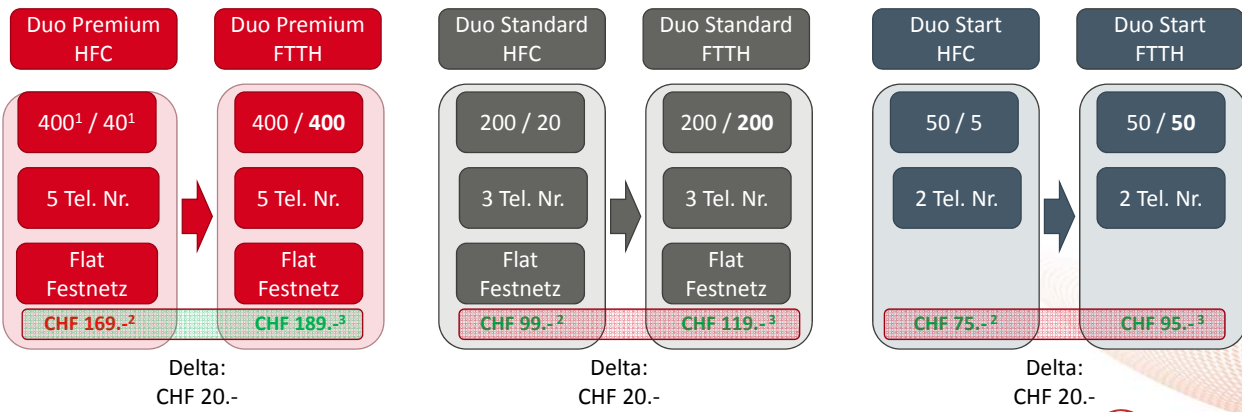 Duo Premium
HFC
Duo Premium
FTTH
400¹ / 40¹
400 / 400
5 Tel. Nr.
5 Tel. Nr.
Flat
Festnetz
Flat
Festnetz
CHF 169.-²
CHF 189.-³
Delta:
CHF 20.-
Duo Standard
HFC
Duo Standard
FTTH
200 / 20
200 / 200
3 Tel. Nr.
3 Tel. Nr.
Flat
Festnetz
Flat
Festnetz
CHF 99.- ²
CHF 119.- ³
Delta:
CHF 20.-
Duo Start
HFC
Duo Start
FTTH
50 / 5
50 / 50
2 Tel. Nr.
2 Tel. Nr.
CHF 75.- ²
CHF 95.- ³
Delta:
CHF 20.-